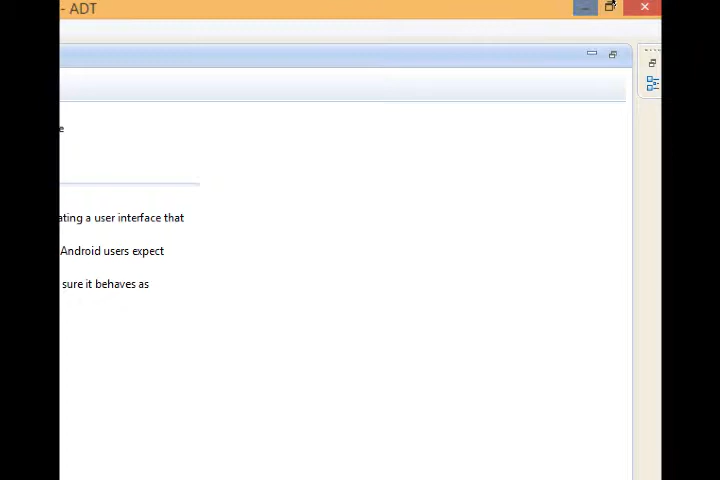 - ADT
e
ating a user interface that
Android users expect
sure it behaves as